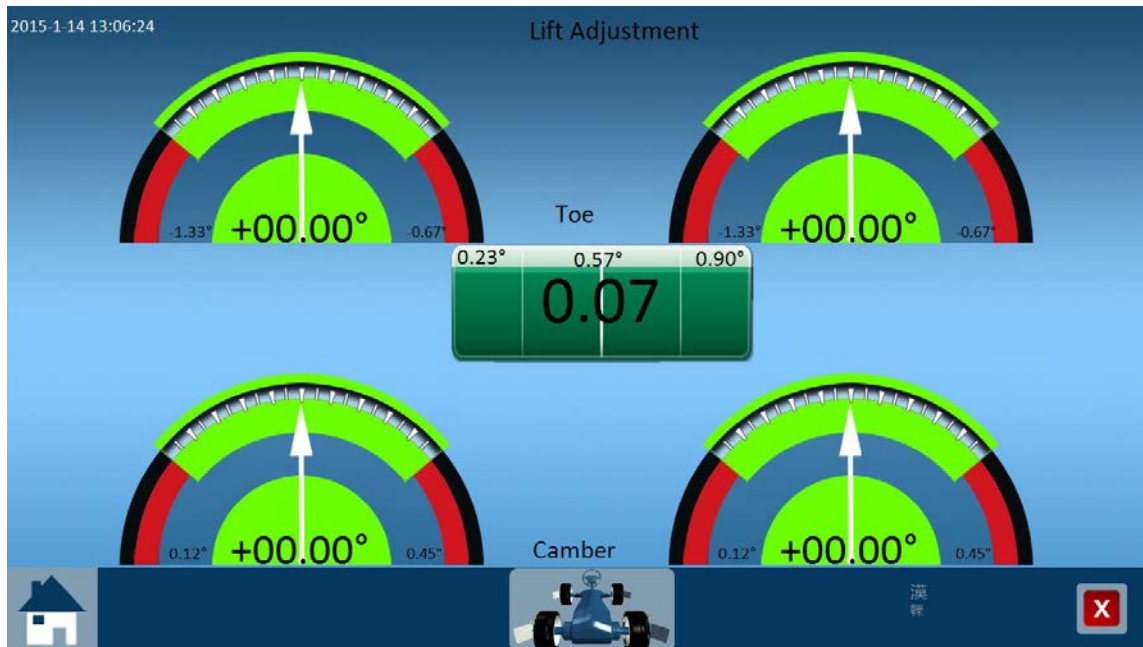 2015-1-14 13:06:24
Lift Adjustment
-1.33° +00.00° -0.67°
-1.33° +00.00° -0.67°
Toe
0.23° 0.57° 0.90°
0.07
0.12° +00.00° 0.45°
0.12° +00.00° 0.45°
Camber
漢
X